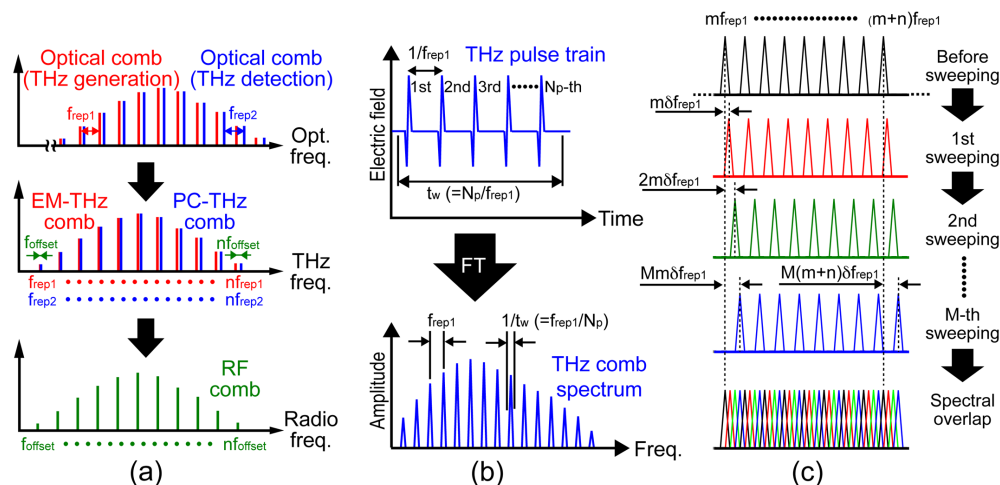 Optical comb
(THz generation)
Optical comb
(THz detection)
frep1
frep2
Opt.
freq.
EM-THz
comb
PC-THz
comb
foffset
nfoffset
THz
freq.
frep1
nfrep1
frep2
nfrep2
RF
comb
Radio
freq.
foffset
nfoffset
(a)
1/frep1
THz pulse train
1st
2nd
3rd
Np-th
Electric field
tw (=Np/frep1)
Time
FT
frep1
1/tw (=frep1/Np)
THz comb
spectrum
Amplitude
Freq.
(b)
mfrep1
(m+n)frep1
Before
sweeping
mδfrep1
1st
sweeping
2mδfrep1
2nd
sweeping
Mmδfrep1
M(m+n)δfrep1
M-th
sweeping
Spectral
overlap
(c)